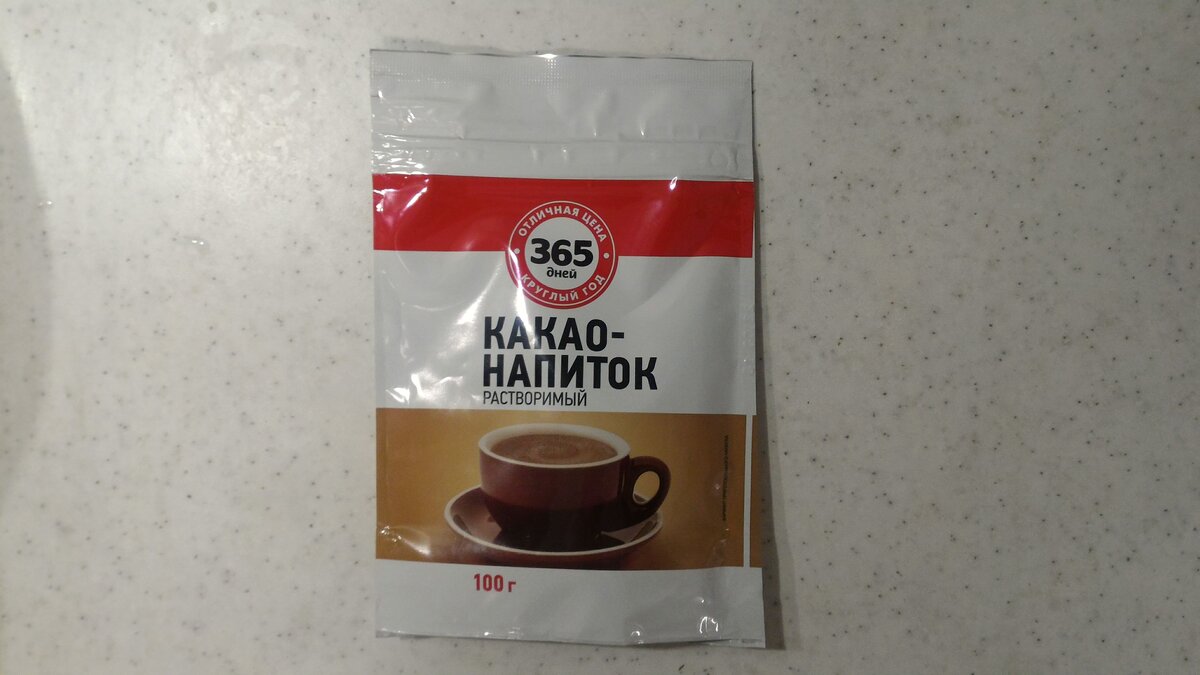 ОТЛИЧНАЯ ЦЕНА
365
дней
КРУГЛЫЙ ГОД
КАКАО-
НАПИТОК
РАСТВОРИМЫЙ
100 г